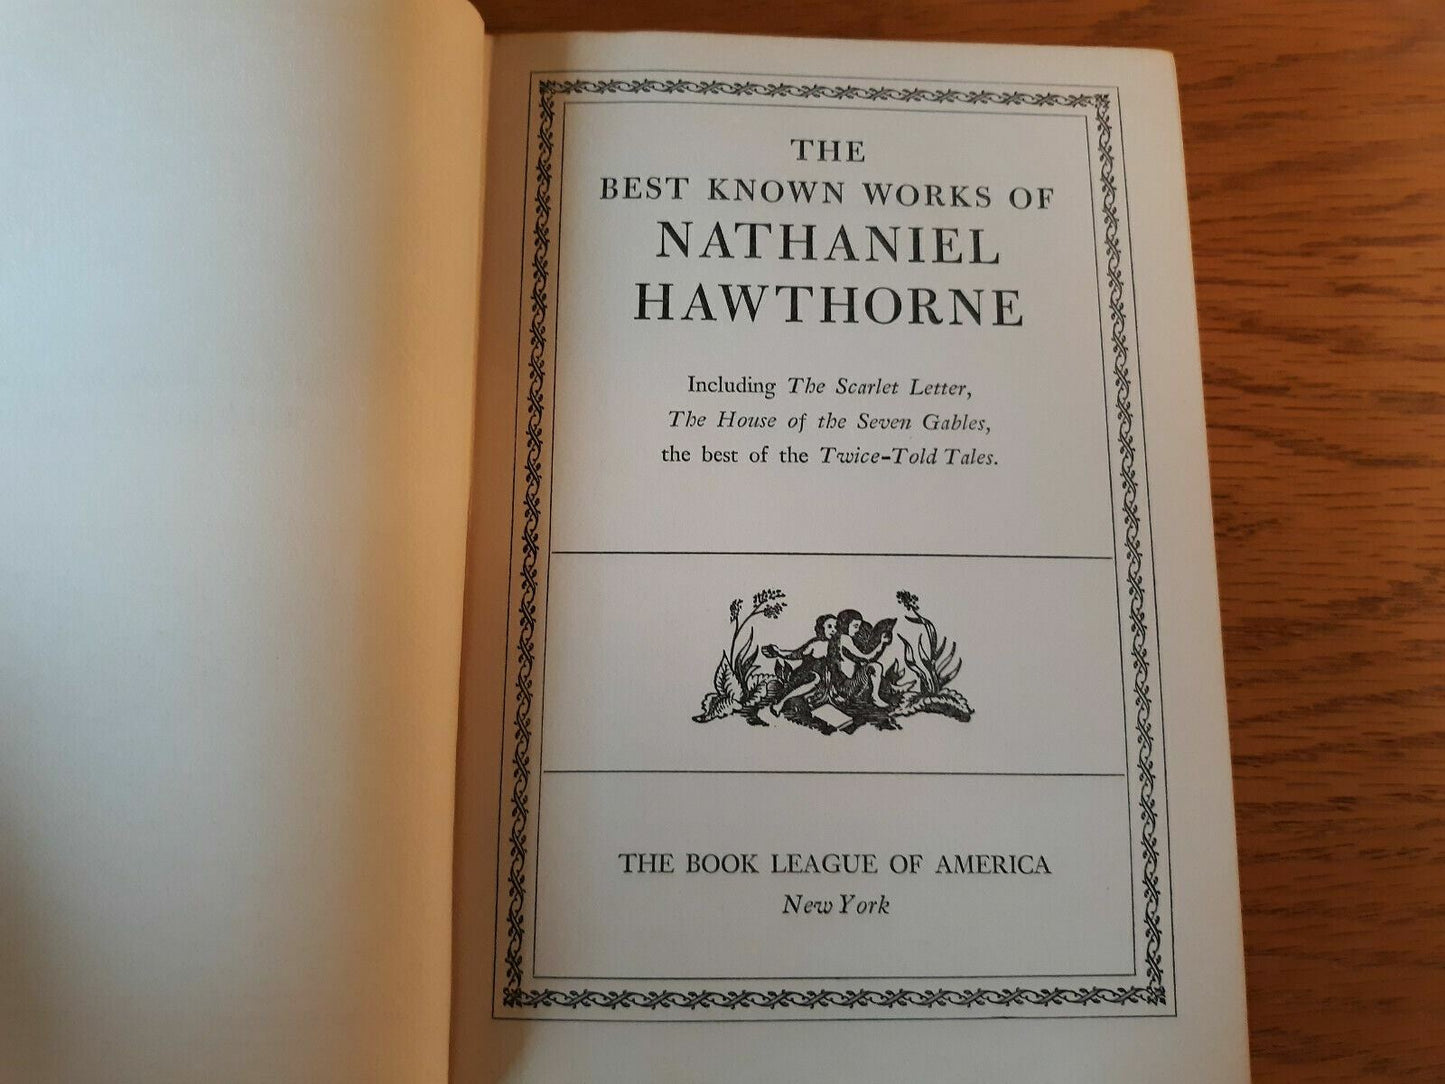 THE
BEST KNOWN WORKS OF
NATHANIEL
HAWTHORNE
Including The Scarlet Letter,
The House of the Seven Gables,
the best of the Twice-Told Tales.
THE BOOK LEAGUE OF AMERICA
New York